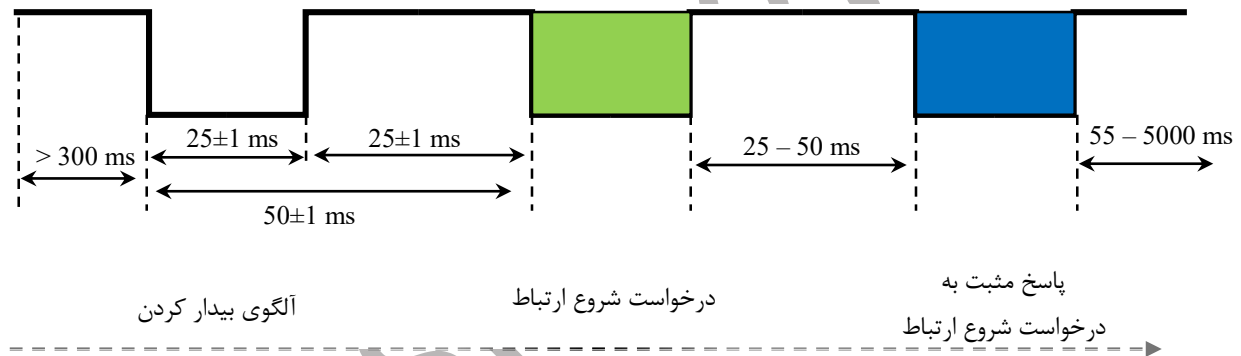 > 300 ms
25±1 ms
25±1 ms
50±1 ms
25 – 50 ms
55 – 5000 ms
آلگوی بیدار کردن
درخواست شروع ارتباط
پاسخ مثبت به
درخواست شروع ارتباط